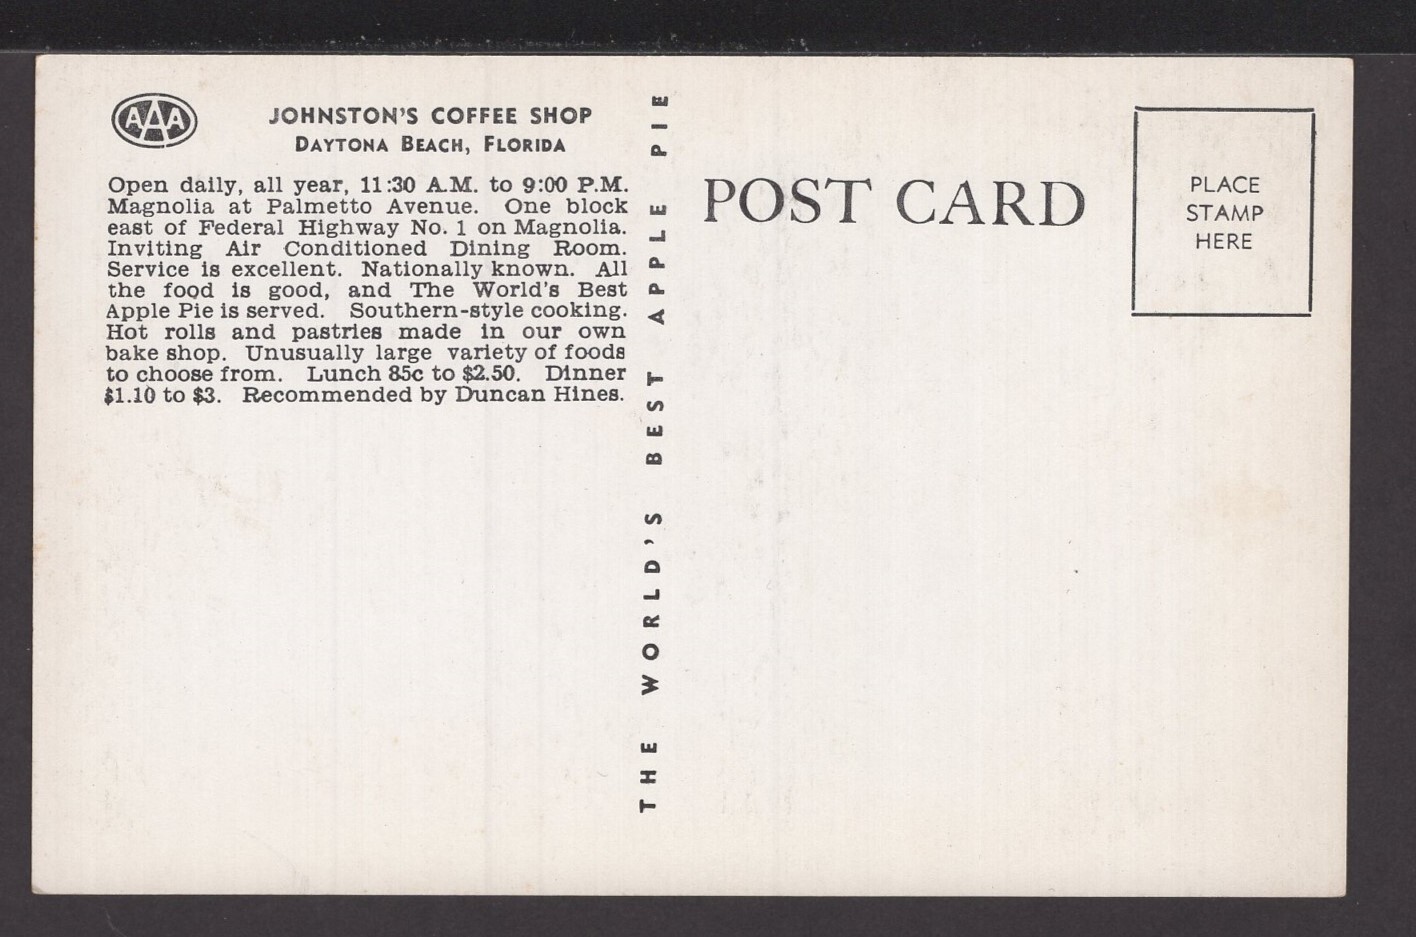 AAA
JOHNSTON'S COFFEE SHOP
DAYTONA BEACH, FLORIDA
Open daily, all year, 11:30 A.M. to 9:00 P.M.
Magnolia at Palmetto Avenue. One block
east of Federal Highway No. 1 on Magnolia.
Inviting Air Conditioned Dining Room.
Service is excellent. Nationally known. All
the food is good, and The World's Best
Apple Pie is served. Southern-style cooking.
Hot rolls and pastries made in our own
bake shop. Unusually large variety of foods
to choose from. Lunch 85c to $2.50. Dinner
$1.10 to $3. Recommended by Duncan Hines.
THE WORLD'S BEST APPLE PIE
POST CARD
PLACE
STAMP
HERE